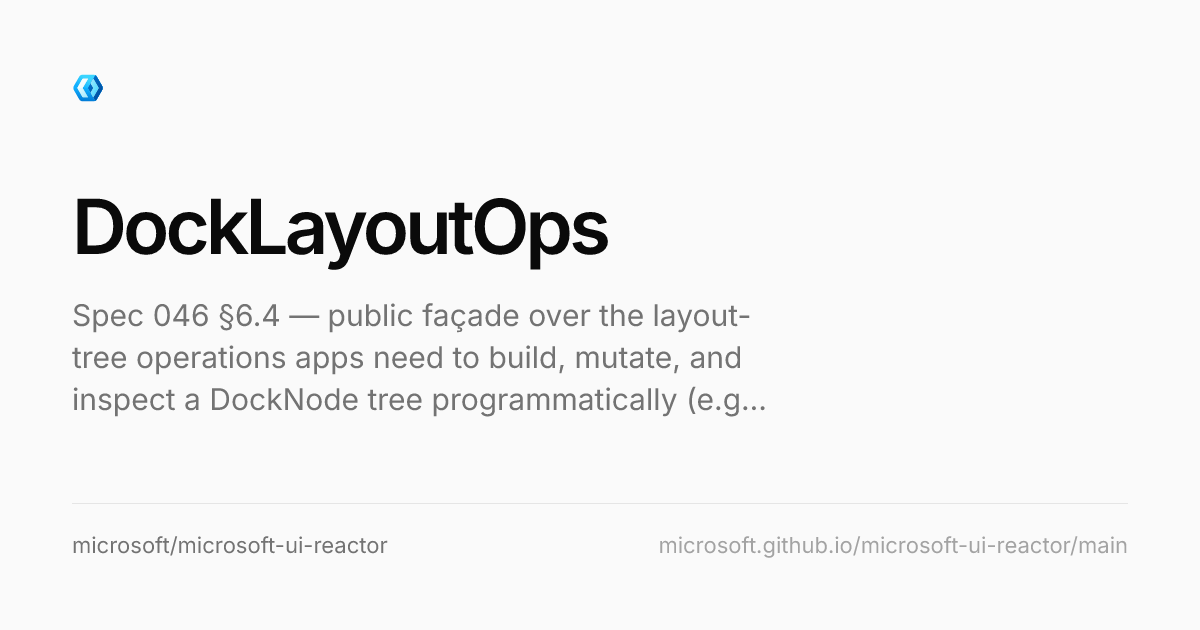 DockLayoutOps
Spec 046 §6.4 — public façade over the layout-
tree operations apps need to build, mutate, and
inspect a DockNode tree programmatically (e.g...
microsoft/microsoft-ui-reactor
microsoft.github.io/microsoft-ui-reactor/main